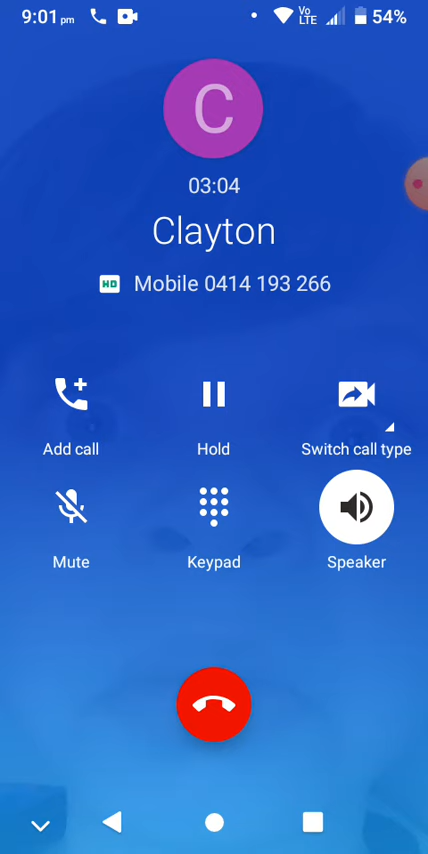 9:01 pm Vo LTE 54%
C
03:04
Clayton
HD Mobile 0414 193 266
Add call Hold Switch call type
Mute Keypad Speaker